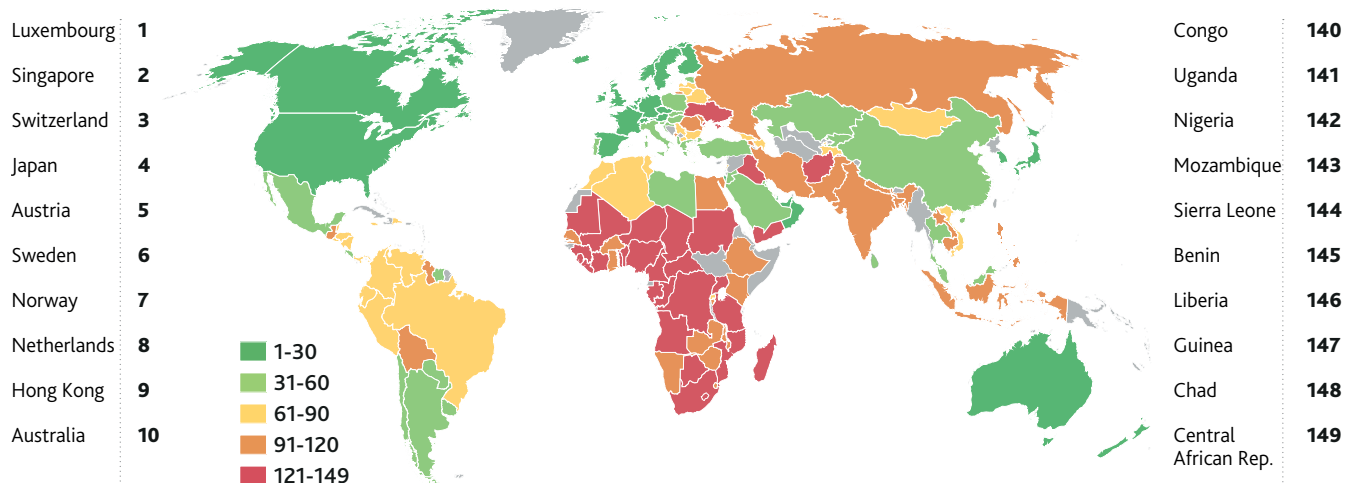 Luxembourg 1
Singapore 2
Switzerland 3
Japan 4
Austria 5
Sweden 6
Norway 7
Netherlands 8
Hong Kong 9
Australia 10
1-30
31-60
61-90
91-120
121-149
Congo 140
Uganda 141
Nigeria 142
Mozambique 143
Sierra Leone 144
Benin 145
Liberia 146
Guinea 147
Chad 148
Central 149
African Rep.